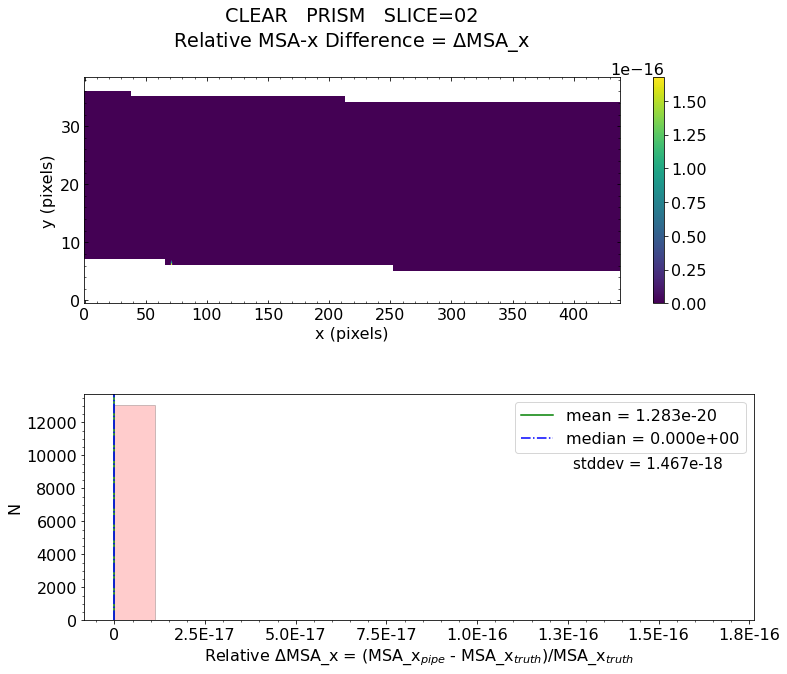 CLEAR   PRISM   SLICE=02
Relative MSA-x Difference = ΔMSA_x
1e−16
1.50
1.25
1.00
0.75
0.50
0.25
0.00
y (pixels)
30
20
10
0
0 50 100 150 200 250 300 350 400
x (pixels)
mean = 1.283e-20
median = 0.000e+00
stddev = 1.467e-18
N
12000
10000
8000
6000
4000
2000
0
0 2.5E-17 5.0E-17 7.5E-17 1.0E-16 1.3E-16 1.5E-16 1.8E-16
Relative ΔMSA_x = (MSA_x_pipe - MSA_x_truth)/MSA_x_truth